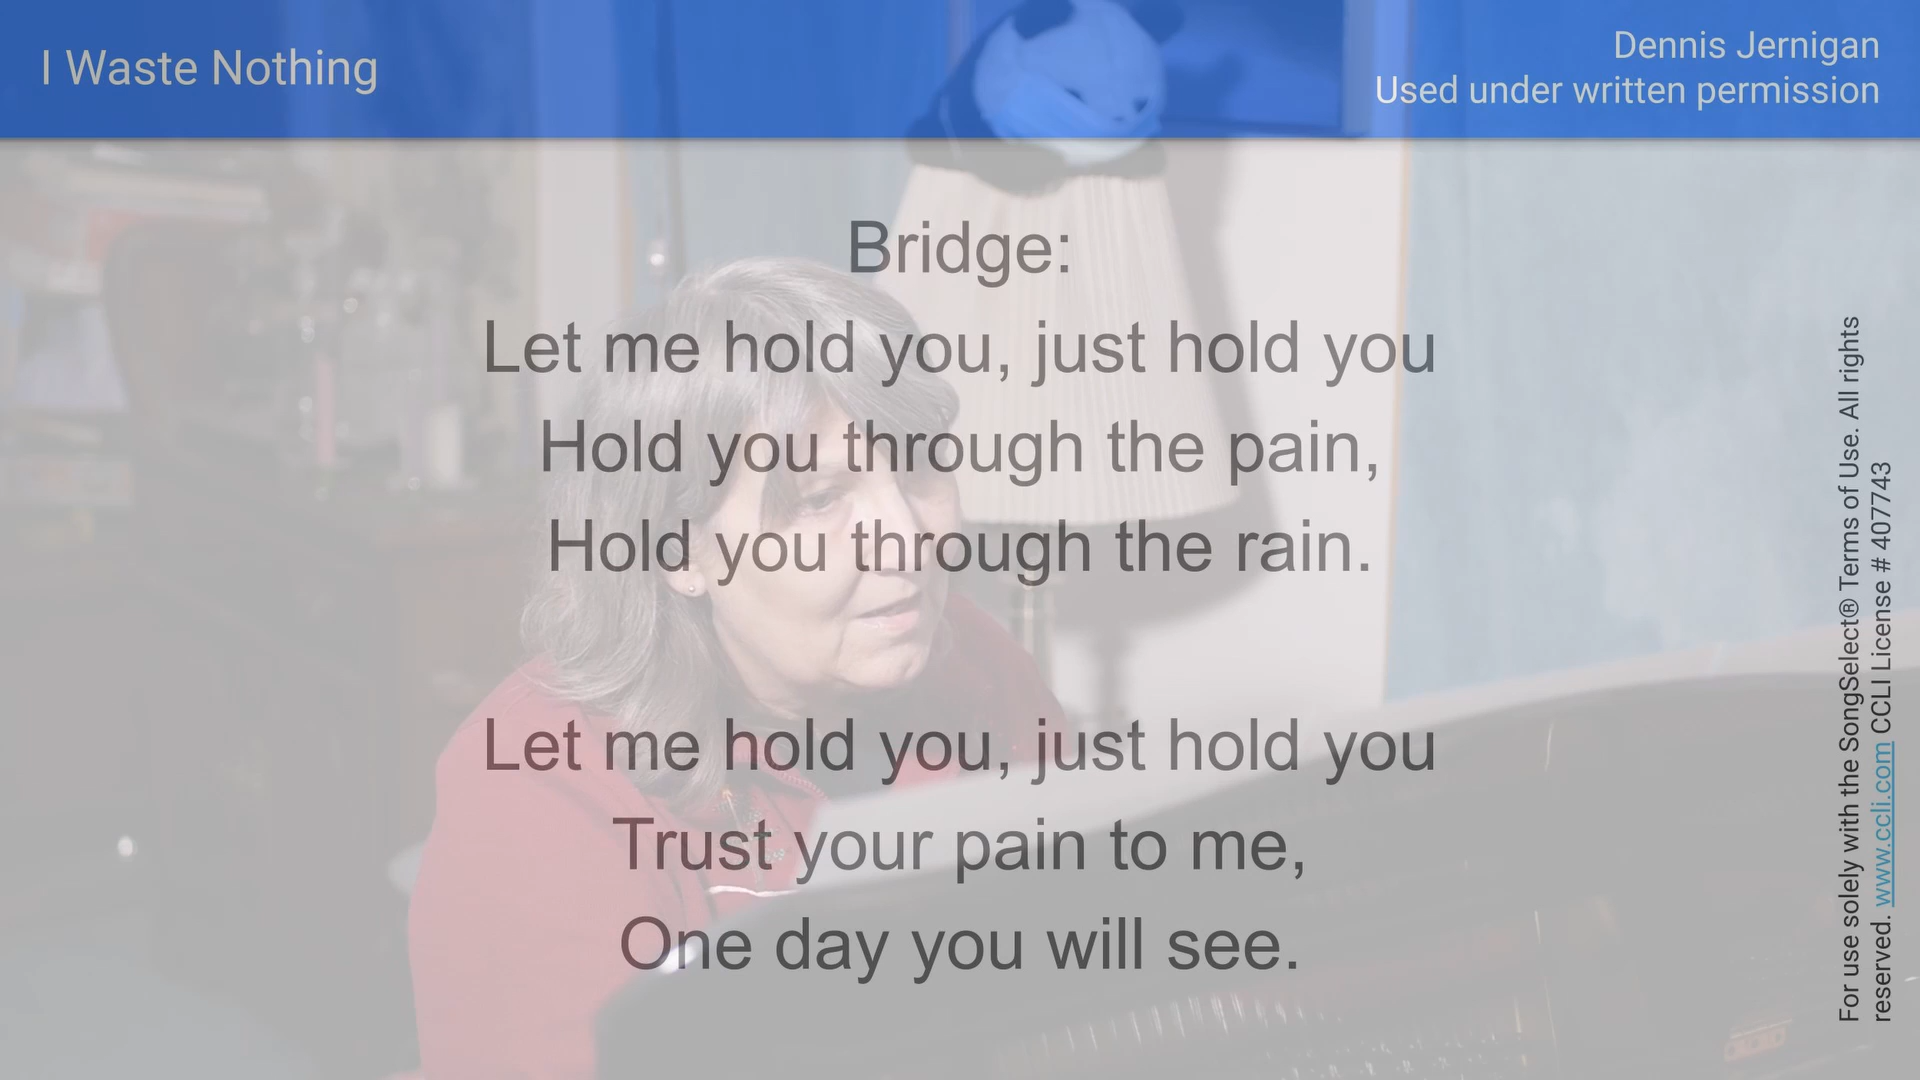 I Waste Nothing
Dennis Jernigan
Used under written permission
Bridge:
Let me hold you, just hold you
Hold you through the pain,
Hold you through the rain.
Let me hold you, just hold you
Trust your pain to me,
One day you will see.
For use solely with the SongSelect® Terms of Use. All rights
reserved. www.ccli.com CCLI License # 407743